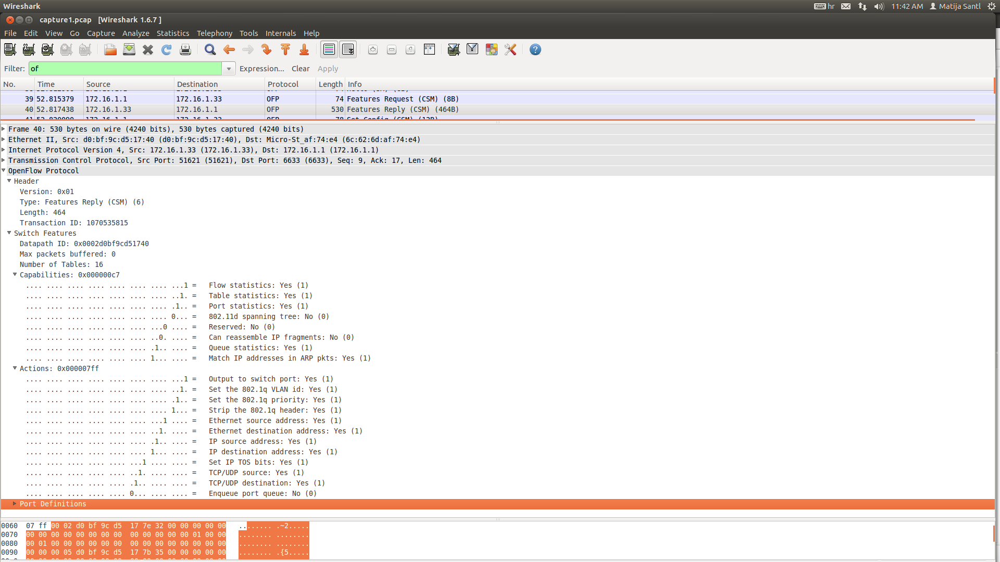 Wireshark
hr
11:42 AM
Matija Santl
capture1.pcap [Wireshark 1.6.7 ]
File Edit View Go Capture Analyze Statistics Telephony Tools Internals Help
Filter: of Expression... Clear Apply
No. Time Source Destination Protocol Length Info
39 52.815379 172.16.1.1 172.16.1.33 OFP 74 Features Request (CSM) (8B)
40 52.817438 172.16.1.33 172.16.1.1 OFP 530 Features Reply (CSM) (464B)
Frame 40: 530 bytes on wire (4240 bits), 530 bytes captured (4240 bits)
Ethernet II, Src: d0:bf:9c:d5:17:40 (d0:bf:9c:d5:17:40), Dst: Micro-St_af:74:e4 (6c:62:6d:af:74:e4)
Internet Protocol Version 4, Src: 172.16.1.33 (172.16.1.33), Dst: 172.16.1.1 (172.16.1.1)
Transmission Control Protocol, Src Port: 51621 (51621), Dst Port: 6633 (6633), Seq: 9, Ack: 17, Len: 464
OpenFlow Protocol
Header
Version: 0x01
Type: Features Reply (CSM) (6)
Length: 464
Transaction ID: 1070535815
Switch Features
Datapath ID: 0x0002d0bf9cd51740
Max packets buffered: 0
Number of Tables: 16
Capabilities: 0x000000c7
.... .... .... .... .... .... .... ...1 = Flow statistics: Yes (1)
.... .... .... .... .... .... .... ..1. = Table statistics: Yes (1)
.... .... .... .... .... .... .... .1.. = Port statistics: Yes (1)
.... .... .... .... .... .... .... 0... = 802.11d spanning tree: No (0)
.... .... .... .... .... .... ...0 .... = Reserved: No (0)
.... .... .... .... .... .... ..0. .... = Can reassemble IP fragments: No (0)
.... .... .... .... .... .... .1.. .... = Queue statistics: Yes (1)
.... .... .... .... .... .... 1... .... = Match IP addresses in ARP pkts: Yes (1)
Actions: 0x000007ff
.... .... .... .... .... .... .... ...1 = Output to switch port: Yes (1)
.... .... .... .... .... .... .... ..1. = Set the 802.1q VLAN id: Yes (1)
.... .... .... .... .... .... .... .1.. = Set the 802.1q priority: Yes (1)
.... .... .... .... .... .... .... 1... = Strip the 802.1q header: Yes (1)
.... .... .... .... .... .... ...1 .... = Ethernet source address: Yes (1)
.... .... .... .... .... .... ..1. .... = Ethernet destination address: Yes (1)
.... .... .... .... .... .... .1.. .... = IP source address: Yes (1)
.... .... .... .... .... .... 1... .... = IP destination address: Yes (1)
.... .... .... .... .... ...1 .... .... = Set IP TOS bits: Yes (1)
.... .... .... .... .... ..1. .... .... = TCP/UDP source: Yes (1)
.... .... .... .... .... .1.. .... .... = TCP/UDP destination: Yes (1)
.... .... .... .... .... 0... .... .... = Enqueue port queue: No (0)
Port Definitions
0060 07 ff 00 02 d0 bf 9c d5 17 7e 32 00 00 00 00 00 ........ .~2.....
0070 00 00 00 00 00 00 00 00 00 00 00 00 00 01 00 00 ........ ........
0080 00 01 00 00 00 00 00 00 00 00 00 00 00 00 00 00 ........ ........
0090 00 00 00 05 d0 bf 9c d5 17 7b 35 00 00 00 00 00 ........ .{5.....